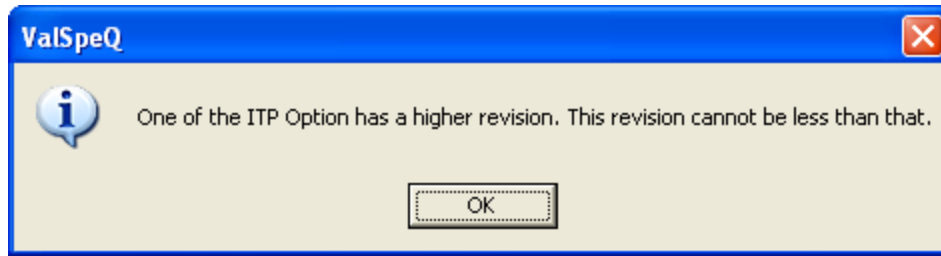 ValSpeQ
One of the ITP Option has a higher revision. This revision cannot be less than that.
OK